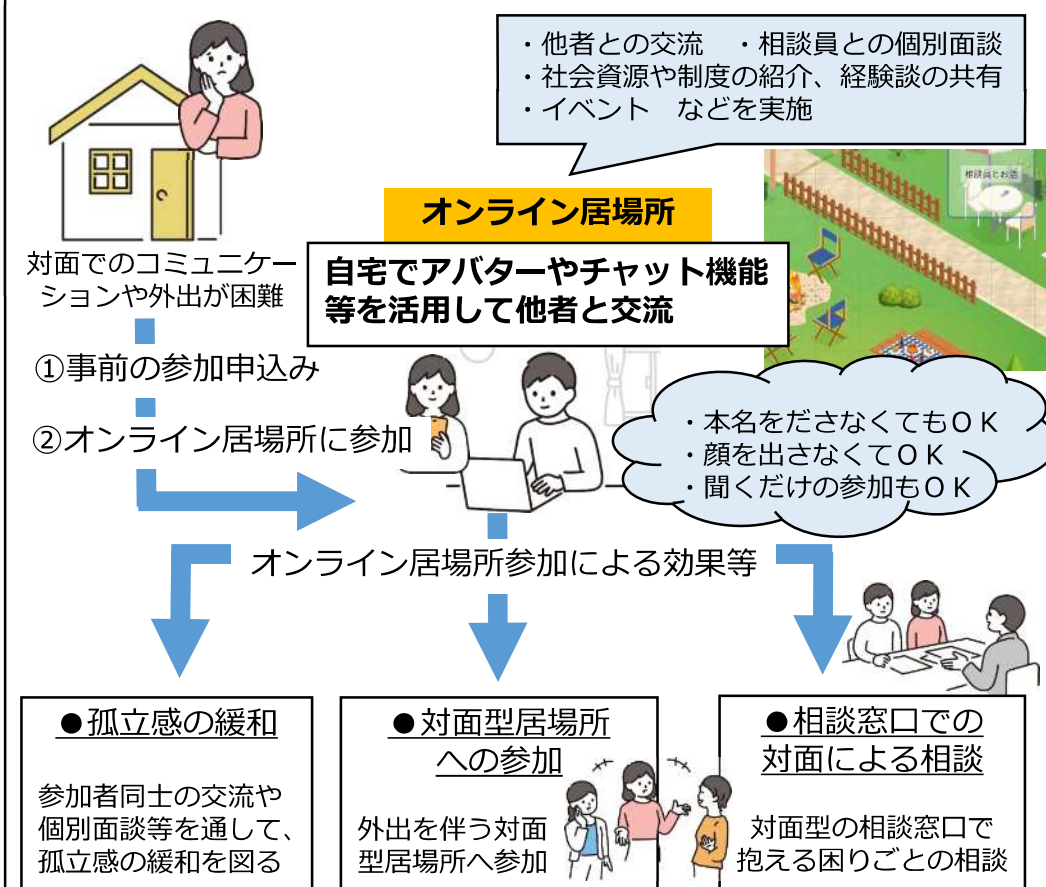 ・他者との交流　・相談員との個別面談
・社会資源や制度の紹介、経験談の共有
・イベント　などを実施
相談員とお話
オンライン居場所
自宅でアバターやチャット機能
等を活用して他者と交流
対面でのコミュニケー
ションや外出が困難
①事前の参加申込み
②オンライン居場所に参加
・本名をださなくてもＯＫ
・顔を出さなくてＯＫ
・聞くだけの参加もＯＫ
オンライン居場所参加による効果等
●孤立感の緩和
参加者同士の交流や
個別面談等を通して、
孤立感の緩和を図る
●対面型居場所
への参加
外出を伴う対面
型居場所へ参加
●相談窓口での
対面による相談
対面型の相談窓口で
抱える困りごとの相談